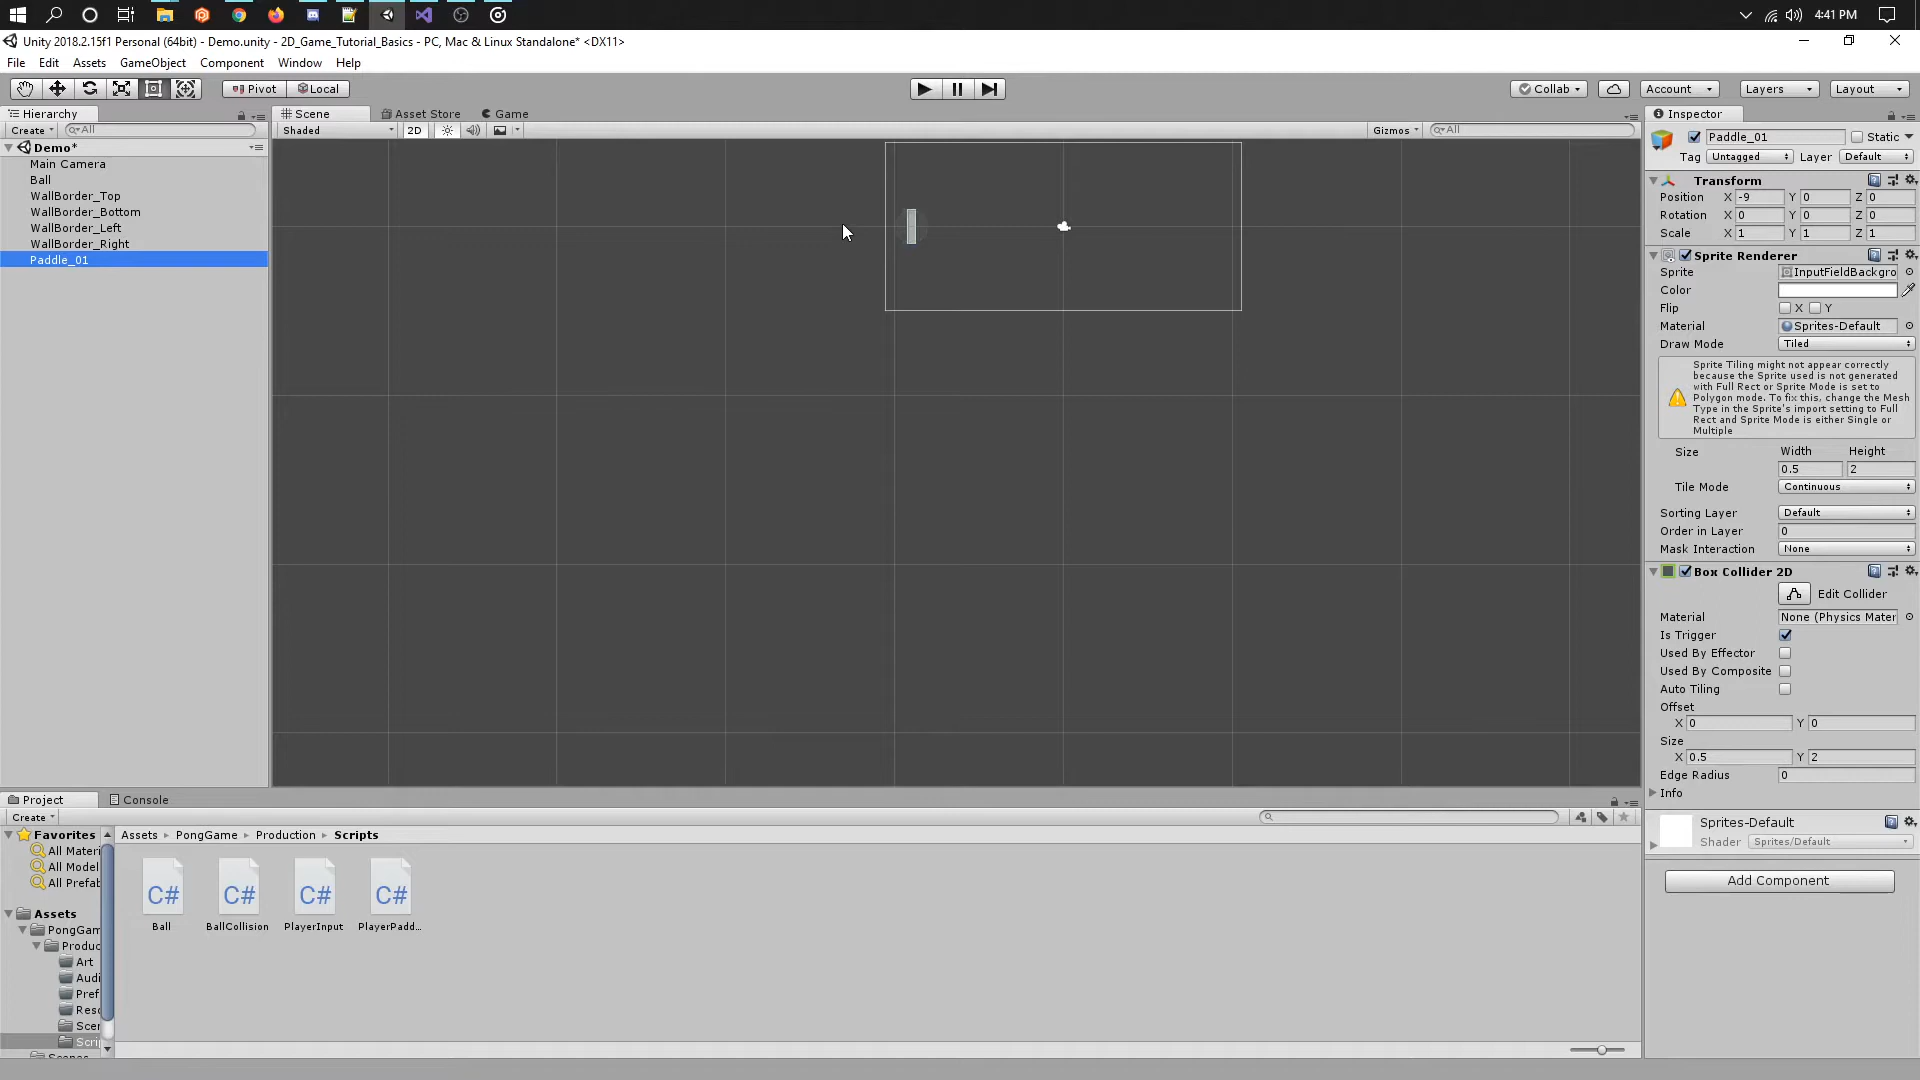 4:41 PM
Unity 2018.2.15f1 Personal (64bit) - Demo.unity - 2D_Game_Tutorial_Basics - PC, Mac & Linux Standalone* <DX11>
File Edit Assets GameObject Component Window Help
Pivot Local Collab Account Layers Layout
Hierarchy
Create All
Demo*
Main Camera
Ball
WallBorder_Top
WallBorder_Bottom
WallBorder_Left
WallBorder_Right
Paddle_01
Scene Asset Store Game
Shaded 2D Gizmos All
Inspector
Paddle_01 Static
Tag Untagged Layer Default
Transform
Position X -9 Y 0 Z 0
Rotation X 0 Y 0 Z 0
Scale X 1 Y 1 Z 1
Sprite Renderer
Sprite InputFieldBackgro
Color
Flip X Y
Material Sprites-Default
Draw Mode Tiled
Sprite Tiling might not appear correctly
because the Sprite used is not generated
with Full Rect or Sprite Mode is set to
Polygon mode. To fix this, change the Mesh
Type in the Sprite's import setting to Full
Rect and Sprite Mode is either Single or
Multiple
Size Width Height
0.5 2
Tile Mode Continuous
Sorting Layer Default
Order in Layer 0
Mask Interaction None
Box Collider 2D
Edit Collider
Material None (Physics Mater
Is Trigger
Used By Effector
Used By Composite
Auto Tiling
Offset
X 0 Y 0
Size
X 0.5 Y 2
Edge Radius 0
Info
Sprites-Default
Shader Sprites/Default
Add Component
Project Console
Create
Favorites
All Materi
All Model
All Prefab
Assets
PongGam
Produc
Art
Audi
Pref
Reso
Scen
Scrip
Scenes
Assets PongGame Production Scripts
C# C# C# C#
Ball BallCollision PlayerInput PlayerPadd...